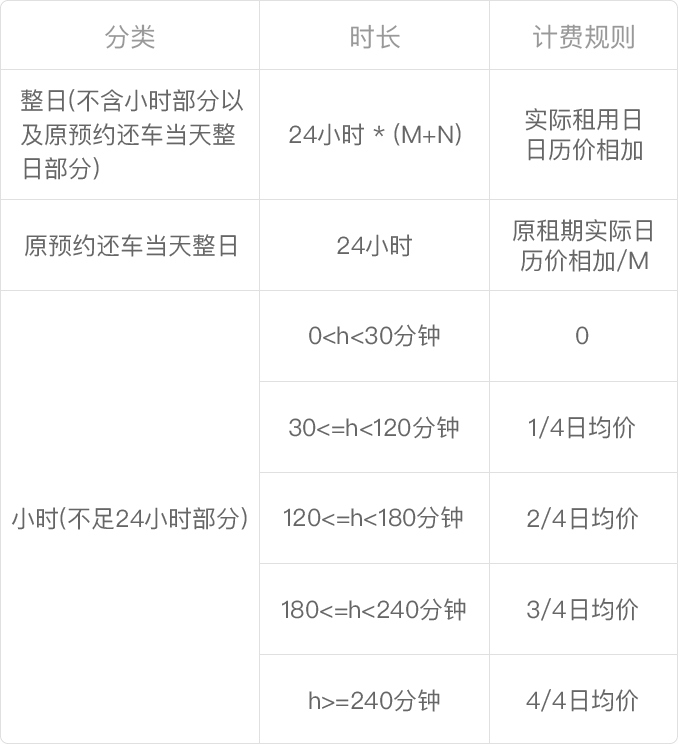 分类 时长 计费规则
整日(不含小时部分以
及原预约还车当天整
日部分)
24小时 * (M+N)
实际租用日
日历价相加
原预约还车当天整日
24小时
原租期实际日
历价相加/M
小时(不足24小时部分)
0<h<30分钟 0
30<=h<120分钟 1/4日均价
120<=h<180分钟 2/4日均价
180<=h<240分钟 3/4日均价
h>=240分钟 4/4日均价